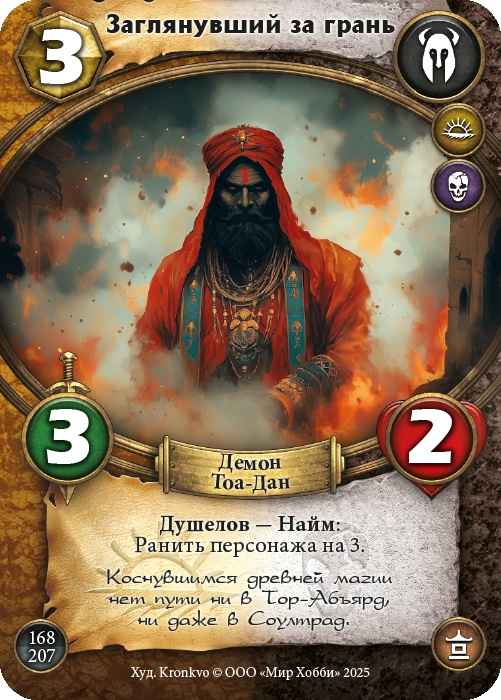 Заглянувший за грань
3
3
2
Демон
Тоа-Дан
Душелов — Найм:
Ранить персонажа на 3.
Коснувшимся древней магии
нет пути ни в Тор-Абъярд,
ни даже в Соултрад.
168
207
Худ. Kronkvo © ООО «Мир Хобби» 2025